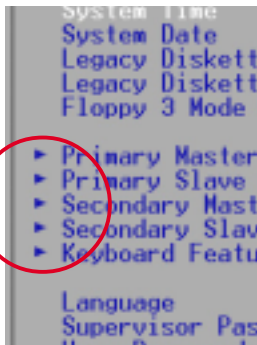 System Time
System Date
Legacy Diskett
Legacy Diskett
Floppy 3 Mode
Primary Master
Primary Slave
Secondary Mast
Secondary Slav
Keyboard Featu
Language
Supervisor Pas